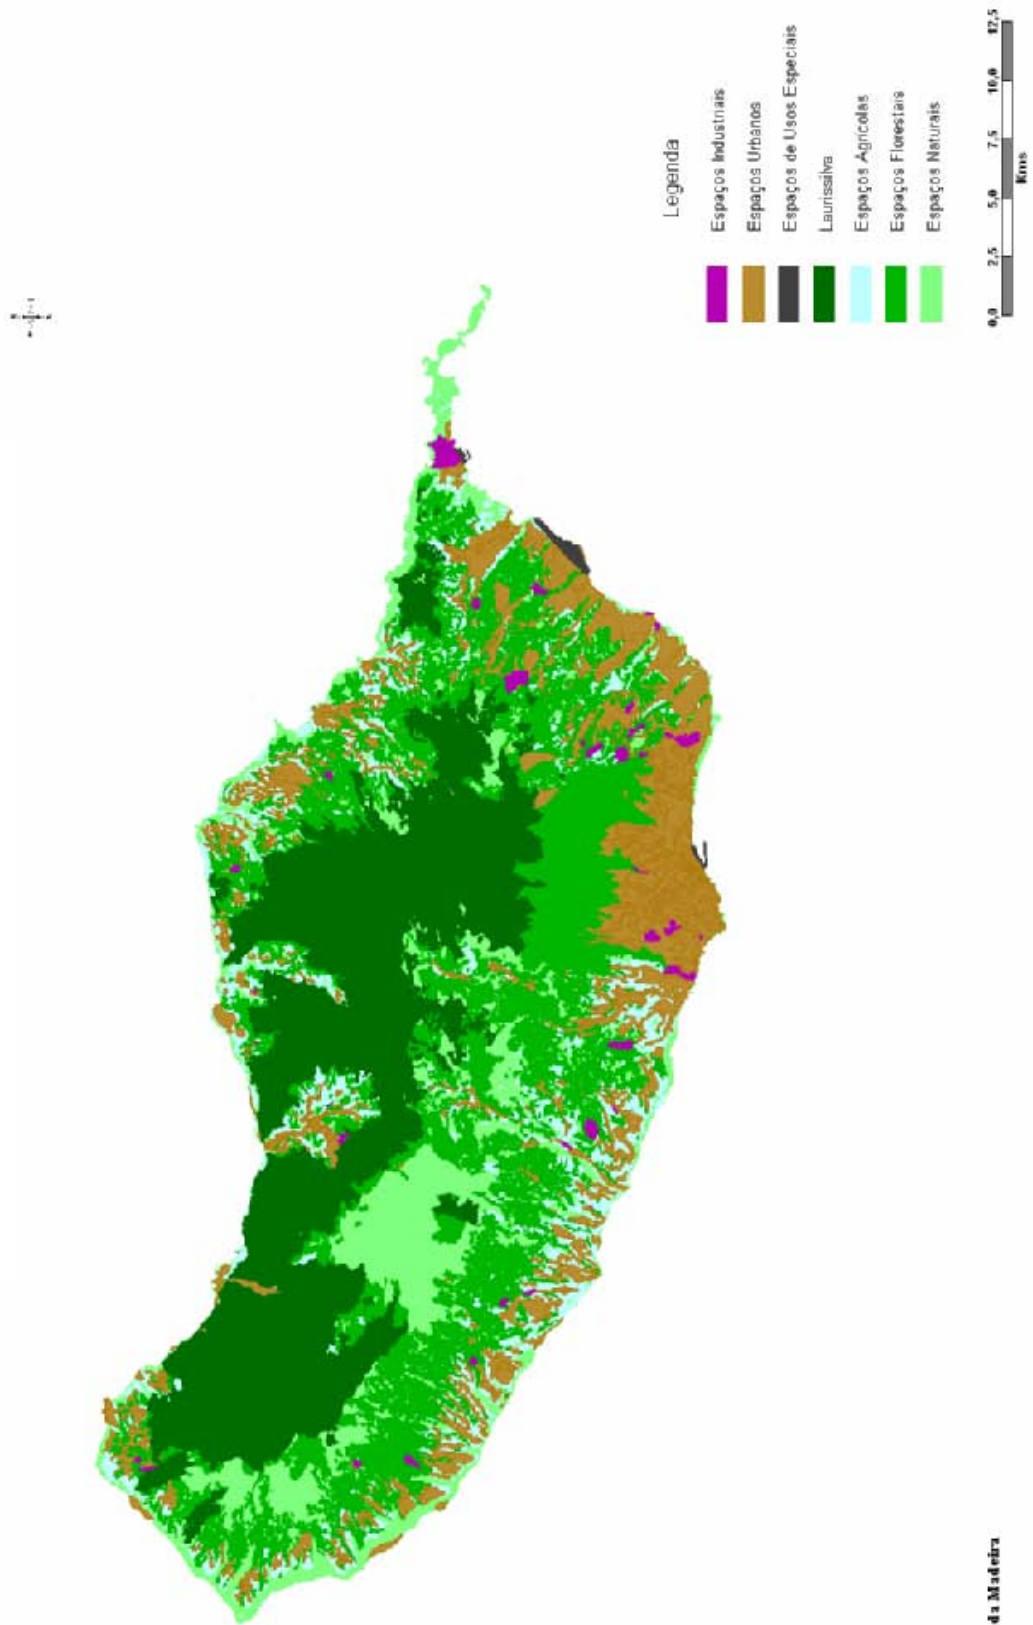 Legenda
Espaços Industriais
Espaços Urbanos
Espaços de Usos Especiais
Laurissilva
Espaços Agrícolas
Espaços Florestais
Espaços Naturais
0,0 2,5 5,0 7,5 10,0 12,5
Kms
da Madeira